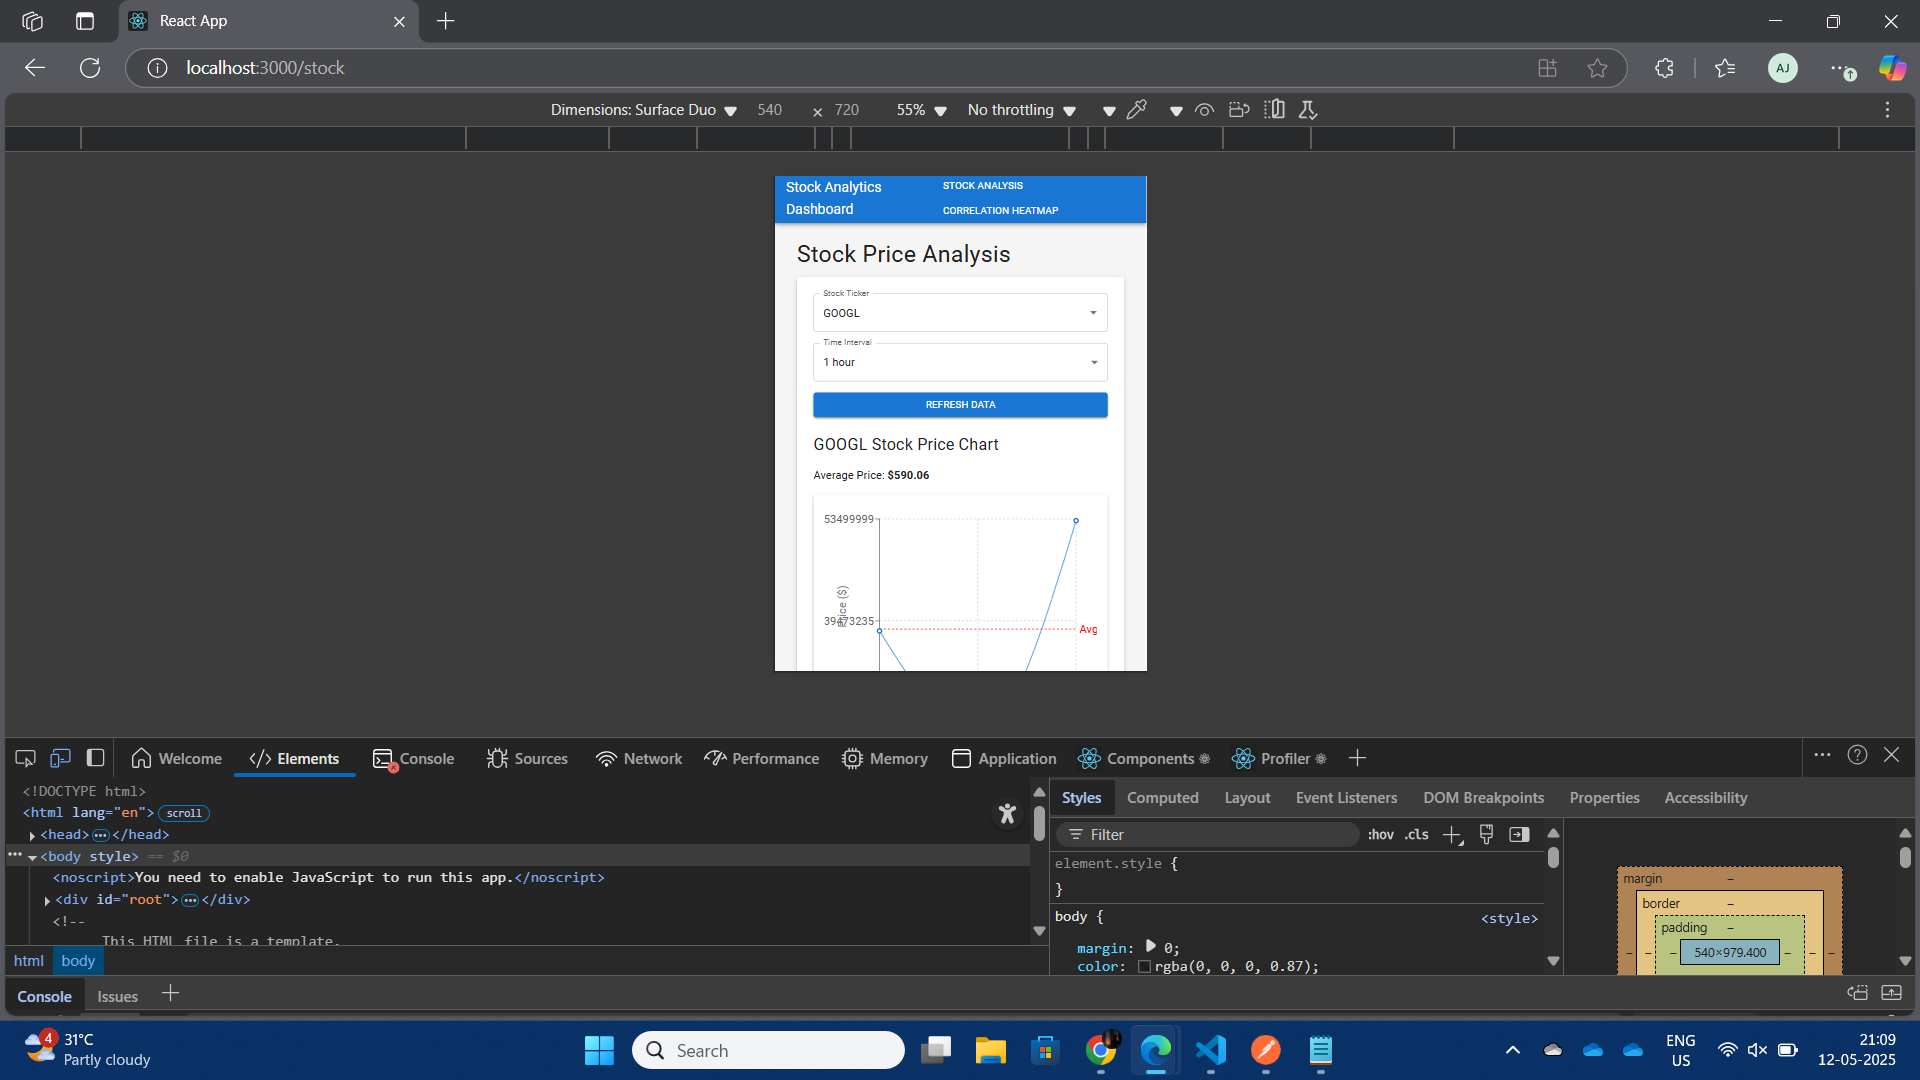 React App
localhost:3000/stock
AJ
Dimensions: Surface Duo 540 × 720 55% No throttling
Stock Analytics
Dashboard
STOCK ANALYSIS
CORRELATION HEATMAP
Stock Price Analysis
Stock Ticker
GOOGL
Time Interval
1 hour
REFRESH DATA
GOOGL Stock Price Chart
Average Price: $590.06
53499999
Price ($)
39473235
Avg
Welcome Elements Console Sources Network Performance Memory Application Components Profiler
<!DOCTYPE html>
<html lang="en"> scroll
<head> ••• </head>
••• <body style> == $0
<noscript>You need to enable JavaScript to run this app.</noscript>
<div id="root"> ••• </div>
<!--
This HTML file is a template.
html body
Styles Computed Layout Event Listeners DOM Breakpoints Properties Accessibility
Filter :hov .cls
element.style {
}
body { <style>
margin: 0;
color: rgba(0, 0, 0, 0.87);
margin –
border –
padding –
– – – 540×979.400 – – –
Console Issues
4
31°C
Partly cloudy
Search
ENG
US
21:09
12-05-2025